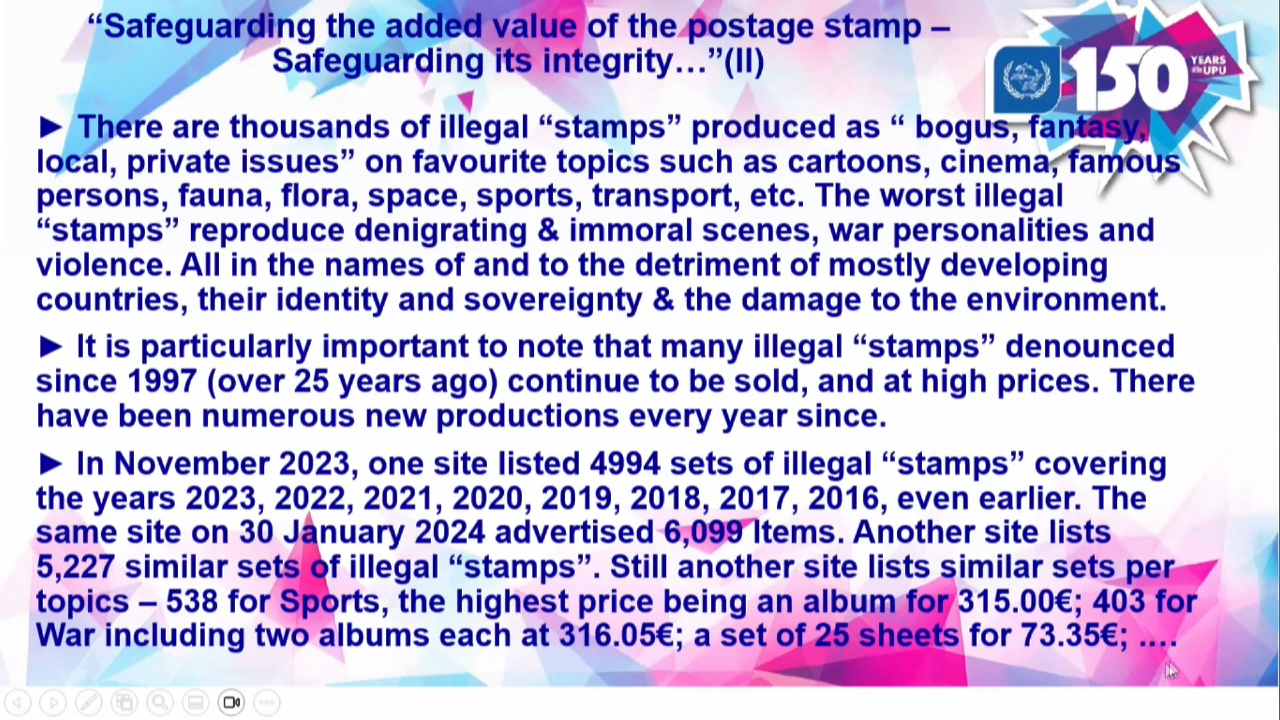 “Safeguarding the added value of the postage stamp –
Safeguarding its integrity…”(II)
150
YEARS
of the UPU
► There are thousands of illegal “stamps” produced as “ bogus, fantasy,
local, private issues” on favourite topics such as cartoons, cinema, famous
persons, fauna, flora, space, sports, transport, etc. The worst illegal
“stamps” reproduce denigrating & immoral scenes, war personalities and
violence. All in the names of and to the detriment of mostly developing
countries, their identity and sovereignty & the damage to the environment.
► It is particularly important to note that many illegal “stamps” denounced
since 1997 (over 25 years ago) continue to be sold, and at high prices. There
have been numerous new productions every year since.
► In November 2023, one site listed 4994 sets of illegal “stamps” covering
the years 2023, 2022, 2021, 2020, 2019, 2018, 2017, 2016, even earlier. The
same site on 30 January 2024 advertised 6,099 Items. Another site lists
5,227 similar sets of illegal “stamps”. Still another site lists similar sets per
topics – 538 for Sports, the highest price being an album for 315.00€; 403 for
War including two albums each at 316.05€; a set of 25 sheets for 73.35€; ….